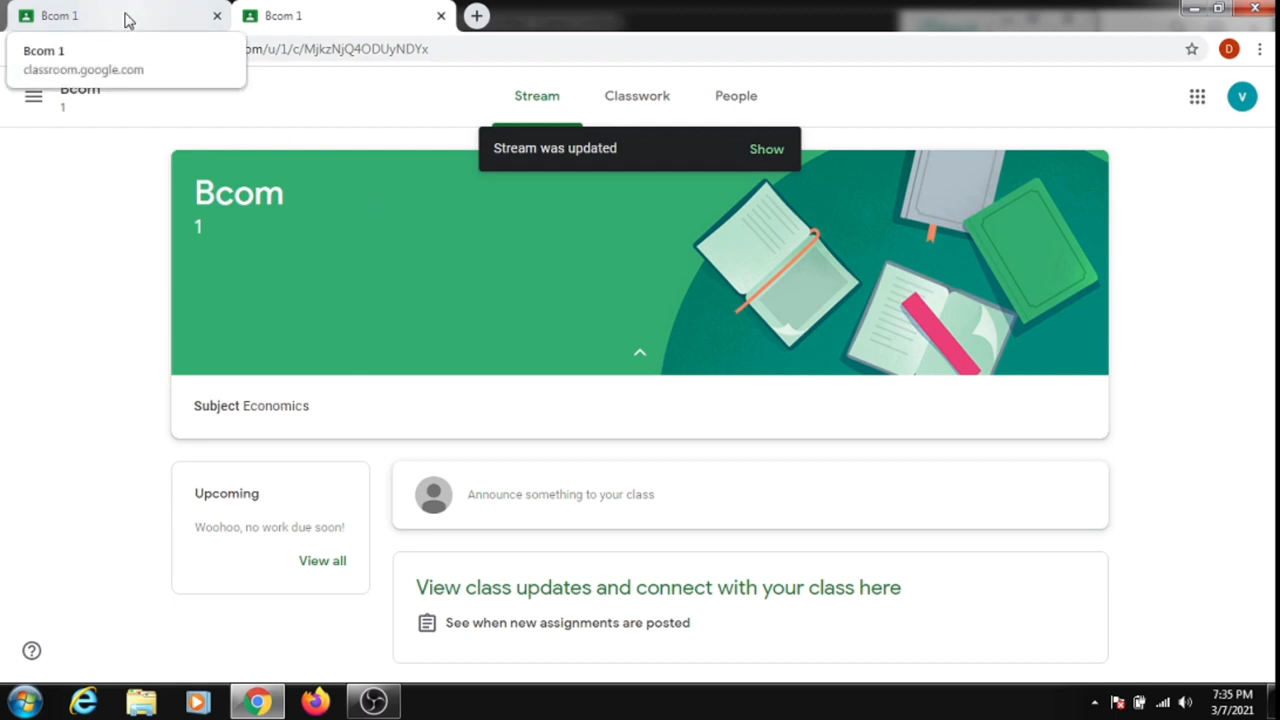 Bcom 1
Bcom 1
Bcom 1
classroom.google.com
om/u/1/c/MjkzNjQ4ODUyNDYx
D
Bcom
1
Stream
Classwork
People
V
Stream was updated
Show
Bcom
1
Subject Economics
Upcoming
Woohoo, no work due soon!
View all
Announce something to your class
View class updates and connect with your class here
See when new assignments are posted
7:35 PM
3/7/2021